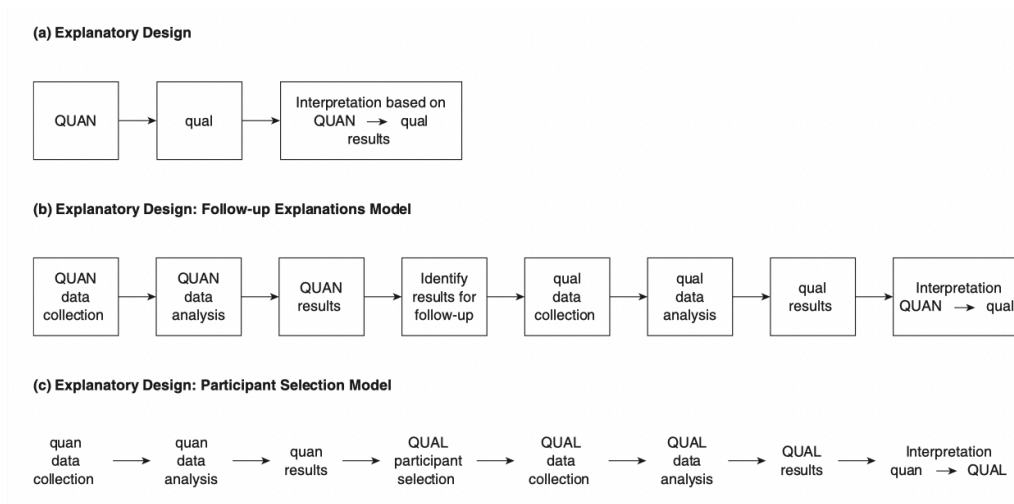 (a) Explanatory Design
QUAN
qual
Interpretation based on
QUAN → qual
results
(b) Explanatory Design: Follow-up Explanations Model
QUAN
data
collection
QUAN
data
analysis
QUAN
results
Identify
results for
follow-up
qual
data
collection
qual
data
analysis
qual
results
Interpretation
QUAN → qual
(c) Explanatory Design: Participant Selection Model
quan
data
collection
quan
data
analysis
quan
results
QUAL
participant
selection
QUAL
data
collection
QUAL
data
analysis
QUAL
results
Interpretation
quan → QUAL